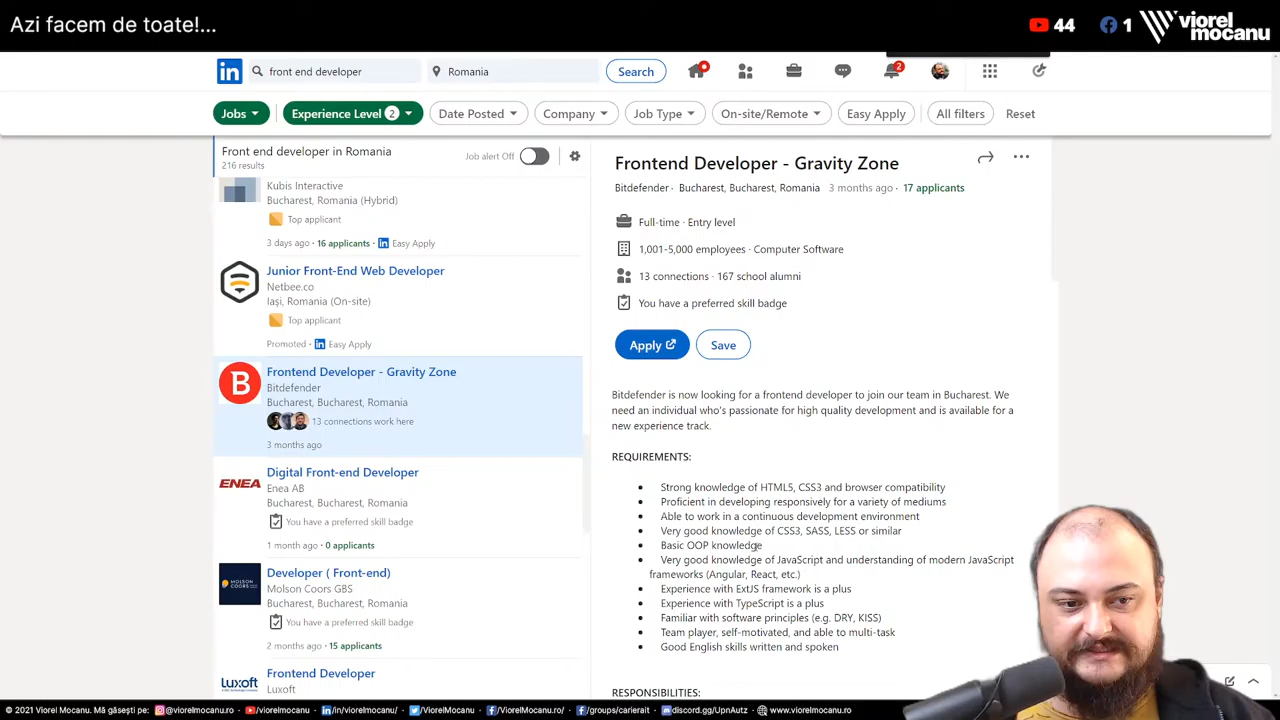 Azi facem de toate!...
44
1
viorel
mocanu
front end developer
Romania
Search
2
Jobs
Experience Level 2
Date Posted
Company
Job Type
On-site/Remote
Easy Apply
All filters
Reset
Front end developer in Romania
216 results
Job alert Off
Kubis Interactive
Bucharest, Romania (Hybrid)
Top applicant
3 days ago · 16 applicants · in Easy Apply
Junior Front-End Web Developer
Netbee.co
Iași, Romania (On-site)
Top applicant
Promoted · in Easy Apply
B
Frontend Developer - Gravity Zone
Bitdefender
Bucharest, Bucharest, Romania
13 connections work here
3 months ago
ENEA
Digital Front-end Developer
Enea AB
Bucharest, Bucharest, Romania
You have a preferred skill badge
1 month ago · 0 applicants
MOLSON
COORS
Developer ( Front-end)
Molson Coors GBS
Bucharest, Bucharest, Romania
You have a preferred skill badge
2 months ago · 15 applicants
Luxoft
Frontend Developer
Luxoft
Frontend Developer - Gravity Zone
Bitdefender · Bucharest, Bucharest, Romania 3 months ago · 17 applicants
Full-time · Entry level
1,001-5,000 employees · Computer Software
13 connections · 167 school alumni
You have a preferred skill badge
Apply
Save
Bitdefender is now looking for a frontend developer to join our team in Bucharest. We
need an individual who's passionate for high quality development and is available for a
new experience track.
REQUIREMENTS:
• Strong knowledge of HTML5, CSS3 and browser compatibility
• Proficient in developing responsively for a variety of mediums
• Able to work in a continuous development environment
• Very good knowledge of CSS3, SASS, LESS or similar
• Basic OOP knowledge
• Very good knowledge of JavaScript and understanding of modern JavaScript
frameworks (Angular, React, etc.)
• Experience with ExtJS framework is a plus
• Experience with TypeScript is a plus
• Familiar with software principles (e.g. DRY, KISS)
• Team player, self-motivated, and able to multi-task
• Good English skills written and spoken
RESPONSIBILITIES:
© 2021 Viorel Mocanu. Mă găsești pe: @viorelmocanu.ro | /viorelmocanu | /in/viorelmocanu/ | /ViorelMocanu | /ViorelMocanu.ro/ | /groups/carierait | discord.gg/UpnAutz | www.viorelmocanu.ro